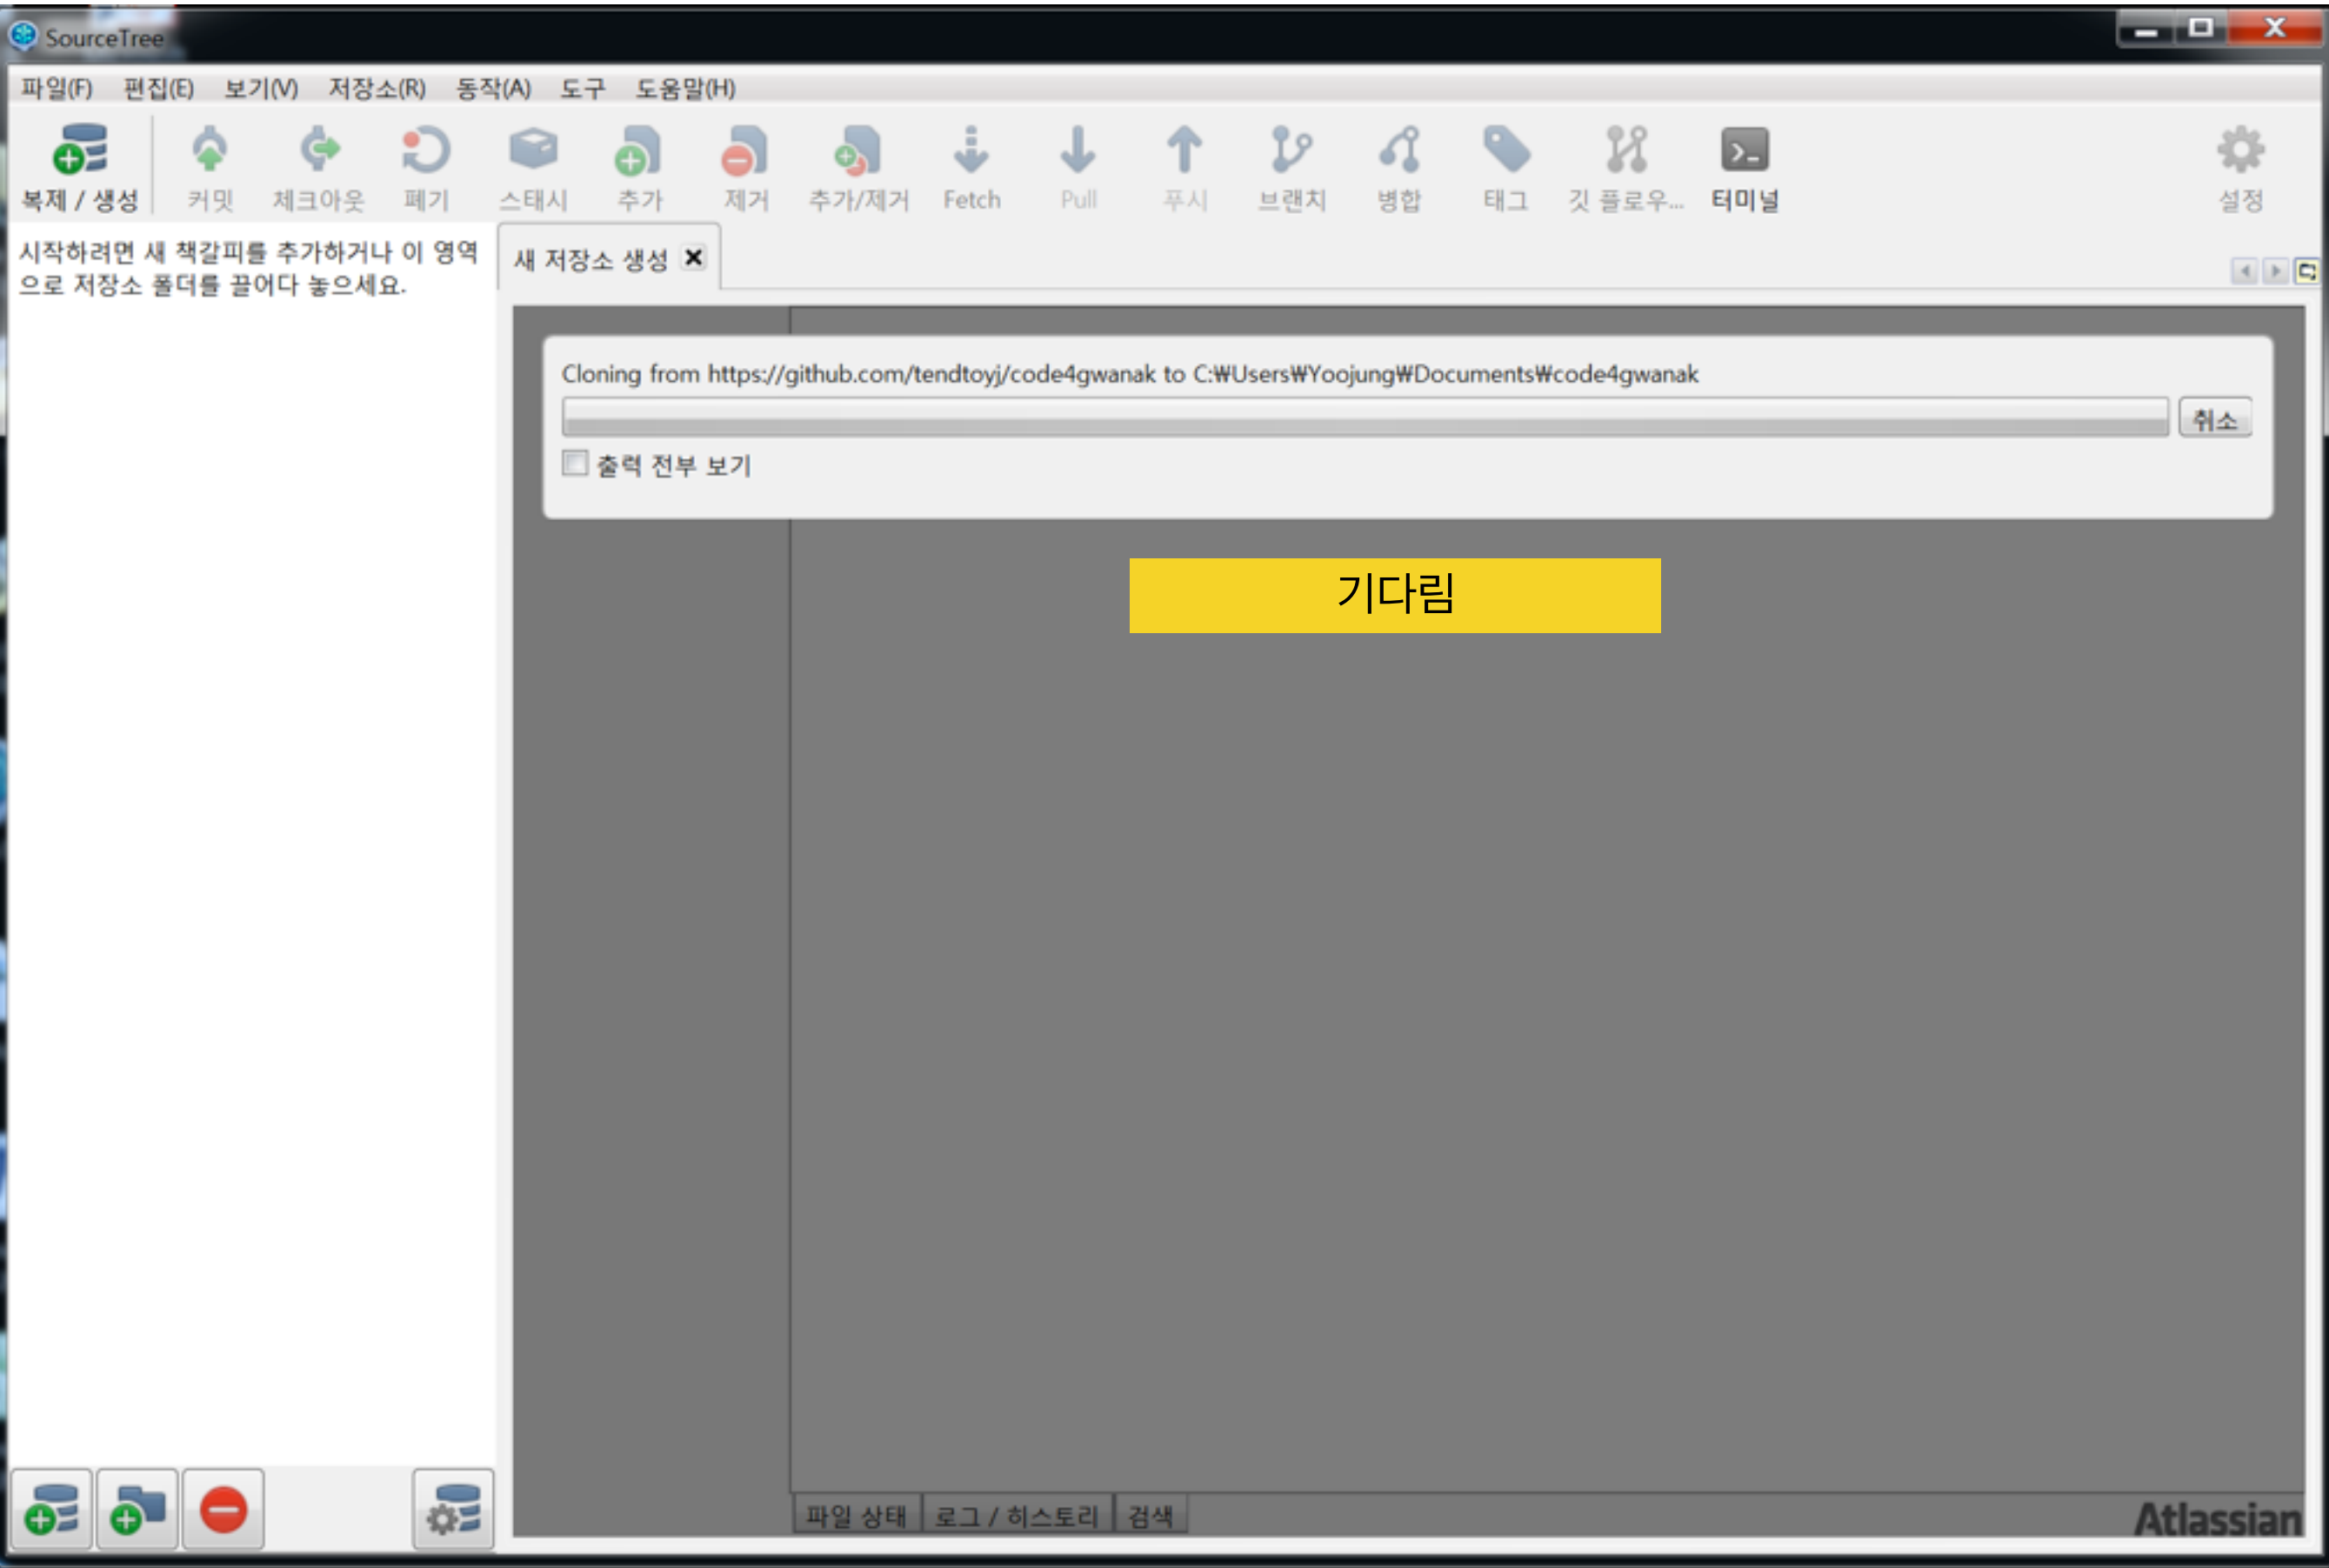 SourceTree
파일(F) 편집(E) 보기(V) 저장소(R) 동작(A) 도구 도움말(H)
복제 / 생성 커밋 체크아웃 폐기 스태시 추가 제거 추가/제거 Fetch Pull 푸시 브랜치 병합 태그 깃 플로우... 터미널 설정
시작하려면 새 책갈피를 추가하거나 이 영역
으로 저장소 폴더를 끌어다 놓으세요.
새 저장소 생성
Cloning from https://github.com/tendtoyj/code4gwanak to C:₩Users₩Yoojung₩Documents₩code4gwanak
취소
출력 전부 보기
기다림
파일 상태 로그 / 히스토리 검색
Atlassian